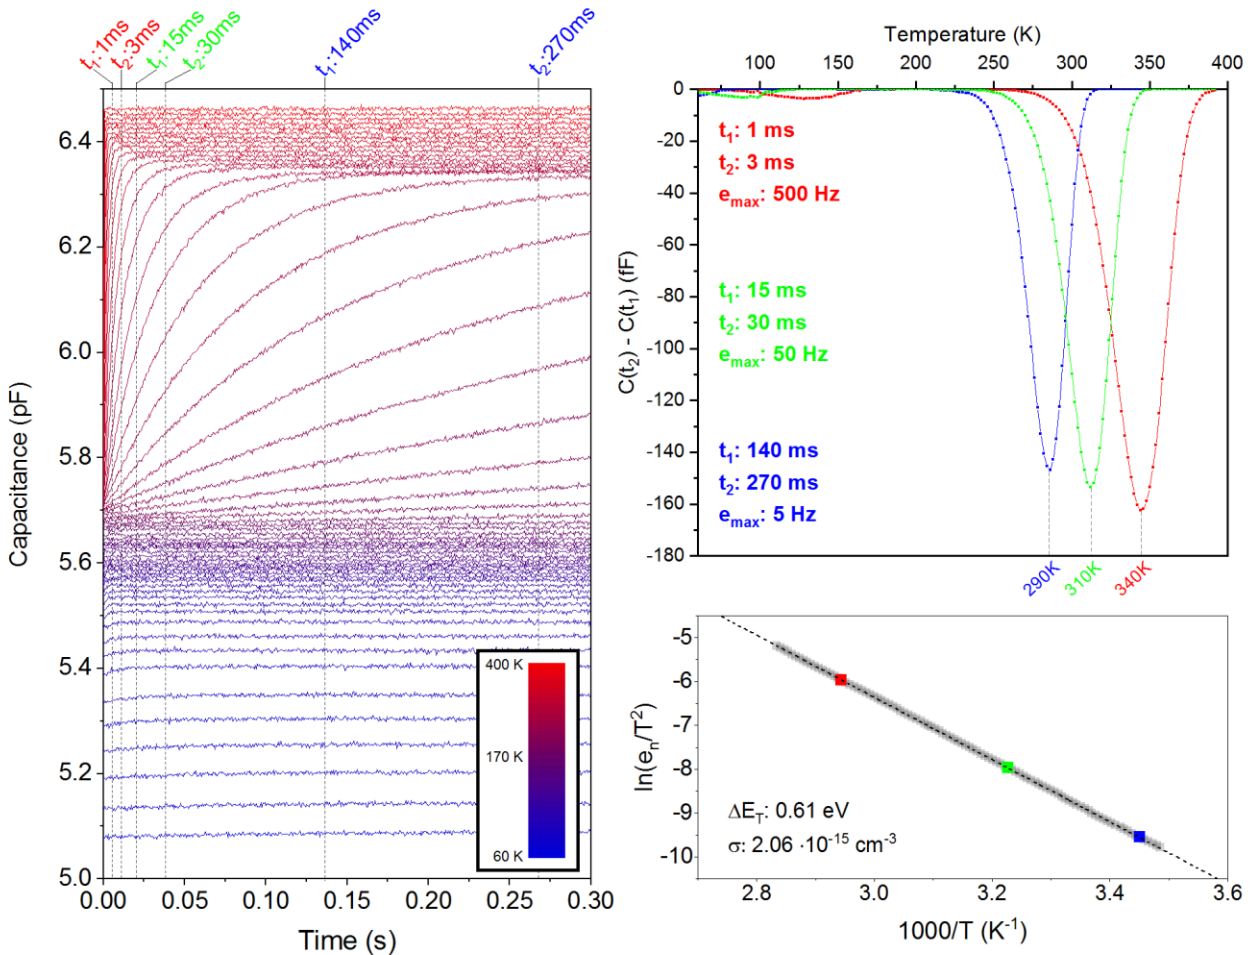 t1:1ms
t2:3ms
t1:15ms
t2:30ms
t1:140ms
t2:270ms
6.4
6.2
6.0
5.8
5.6
5.4
5.2
5.0
Capacitance (pF)
400 K
170 K
60 K
0.00 0.05 0.10 0.15 0.20 0.25 0.30
Time (s)
Temperature (K)
100 150 200 250 300 350 400
0
-20
-40
-60
-80
-100
-120
-140
-160
-180
C(t2) - C(t1) (fF)
t1: 1 ms
t2: 3 ms
emax: 500 Hz
t1: 15 ms
t2: 30 ms
emax: 50 Hz
t1: 140 ms
t2: 270 ms
emax: 5 Hz
290K
310K
340K
-5
-6
-7
-8
-9
-10
ln(en/T²)
ΔET: 0.61 eV
σ: 2.06 ·10⁻¹⁵ cm⁻³
2.8 3.0 3.2 3.4 3.6
1000/T (K⁻¹)